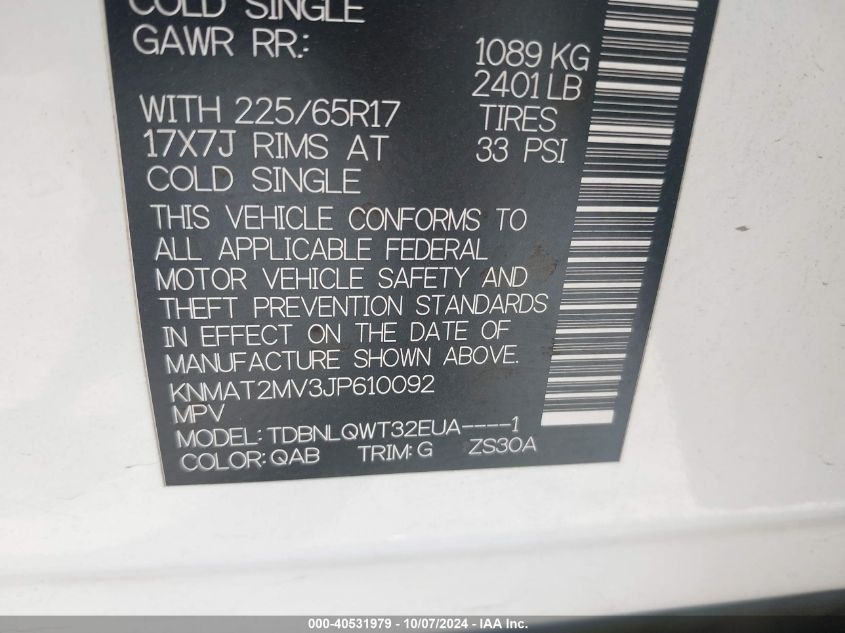 COLD SINGLE
GAWR RR.: 1089 KG
2401 LB
WITH 225/65R17 TIRES
17X7J RIMS AT 33 PSI
COLD SINGLE
THIS VEHICLE CONFORMS TO
ALL APPLICABLE FEDERAL
MOTOR VEHICLE SAFETY AND
THEFT PREVENTION STANDARDS
IN EFFECT ON THE DATE OF
MANUFACTURE SHOWN ABOVE.
KNMAT2MV3JP610092
MPV
MODEL: TDBNLQWT32EUA----1
COLOR: QAB TRIM: G ZS30A
000-40531979 - 10/07/2024 - IAA Inc.